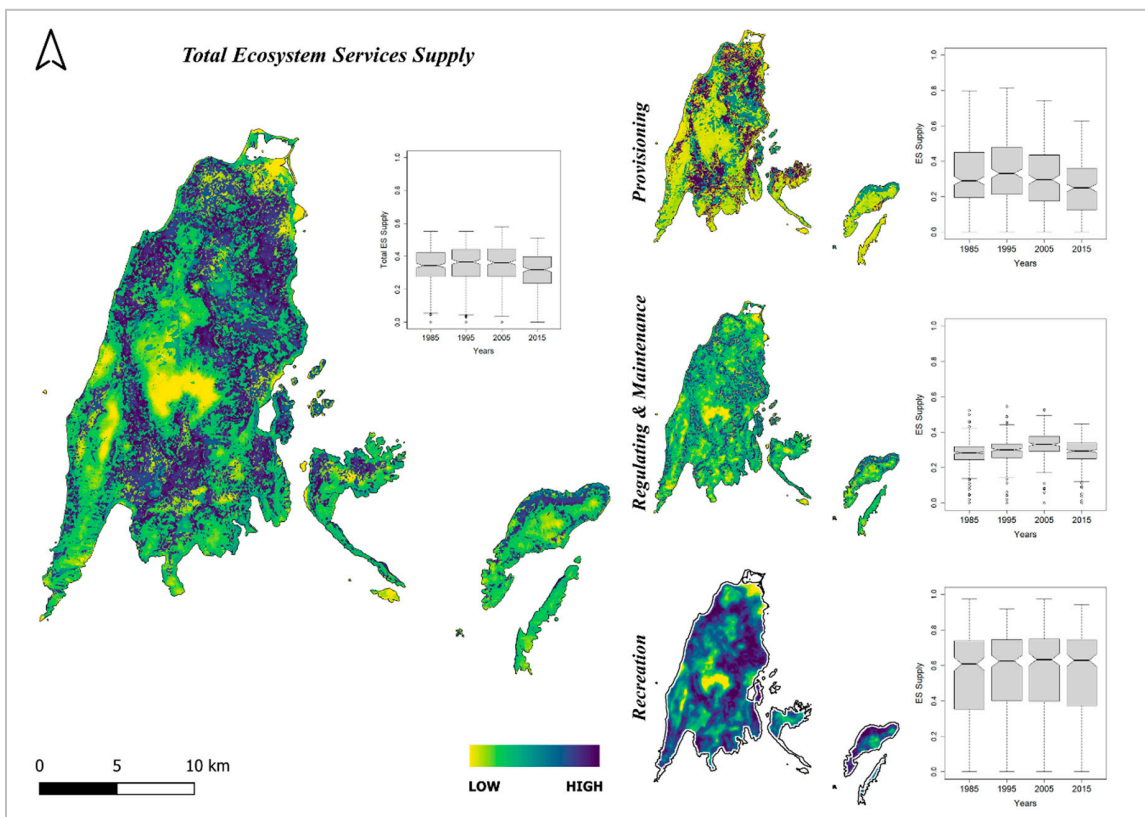 Total Ecosystem Services Supply
Total ES Supply
0.0 0.2 0.4 0.6 0.8 1.0
1985 1995 2005 2015
Years
Provisioning
ES Supply
0.0 0.2 0.4 0.6 0.8 1.0
1985 1995 2005 2015
Years
Regulating & Maintenance
ES Supply
0.0 0.2 0.4 0.6 0.8 1.0
1985 1995 2005 2015
Years
Recreation
ES Supply
0.0 0.2 0.4 0.6 0.8 1.0
1985 1995 2005 2015
Years
0 5 10 km
LOW HIGH